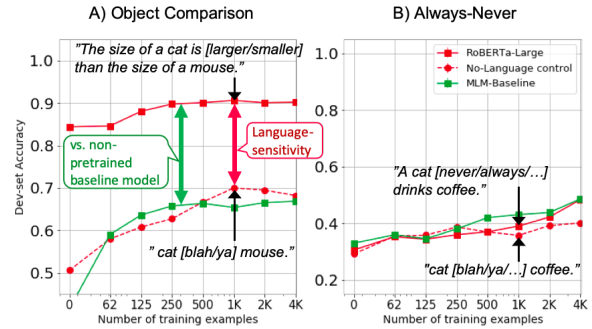 A) Object Comparison
"The size of a cat is [larger/smaller]
than the size of a mouse."
vs. non-
pretrained
baseline model
Language-
sensitivity
" cat [blah/ya] mouse."
Dev-set Accuracy
0.9
0.8
0.7
0.6
0.5
0 62 125 250 500 1K 2K 4K
Number of training examples
B) Always-Never
RoBERTa-Large
No-Language control
MLM-Baseline
"A cat [never/always/...]
drinks coffee."
"cat [blah/ya/...] coffee."
0.8
0.6
0.4
0.2
0 62 125 250 500 1K 2K 4K
Number of training examples